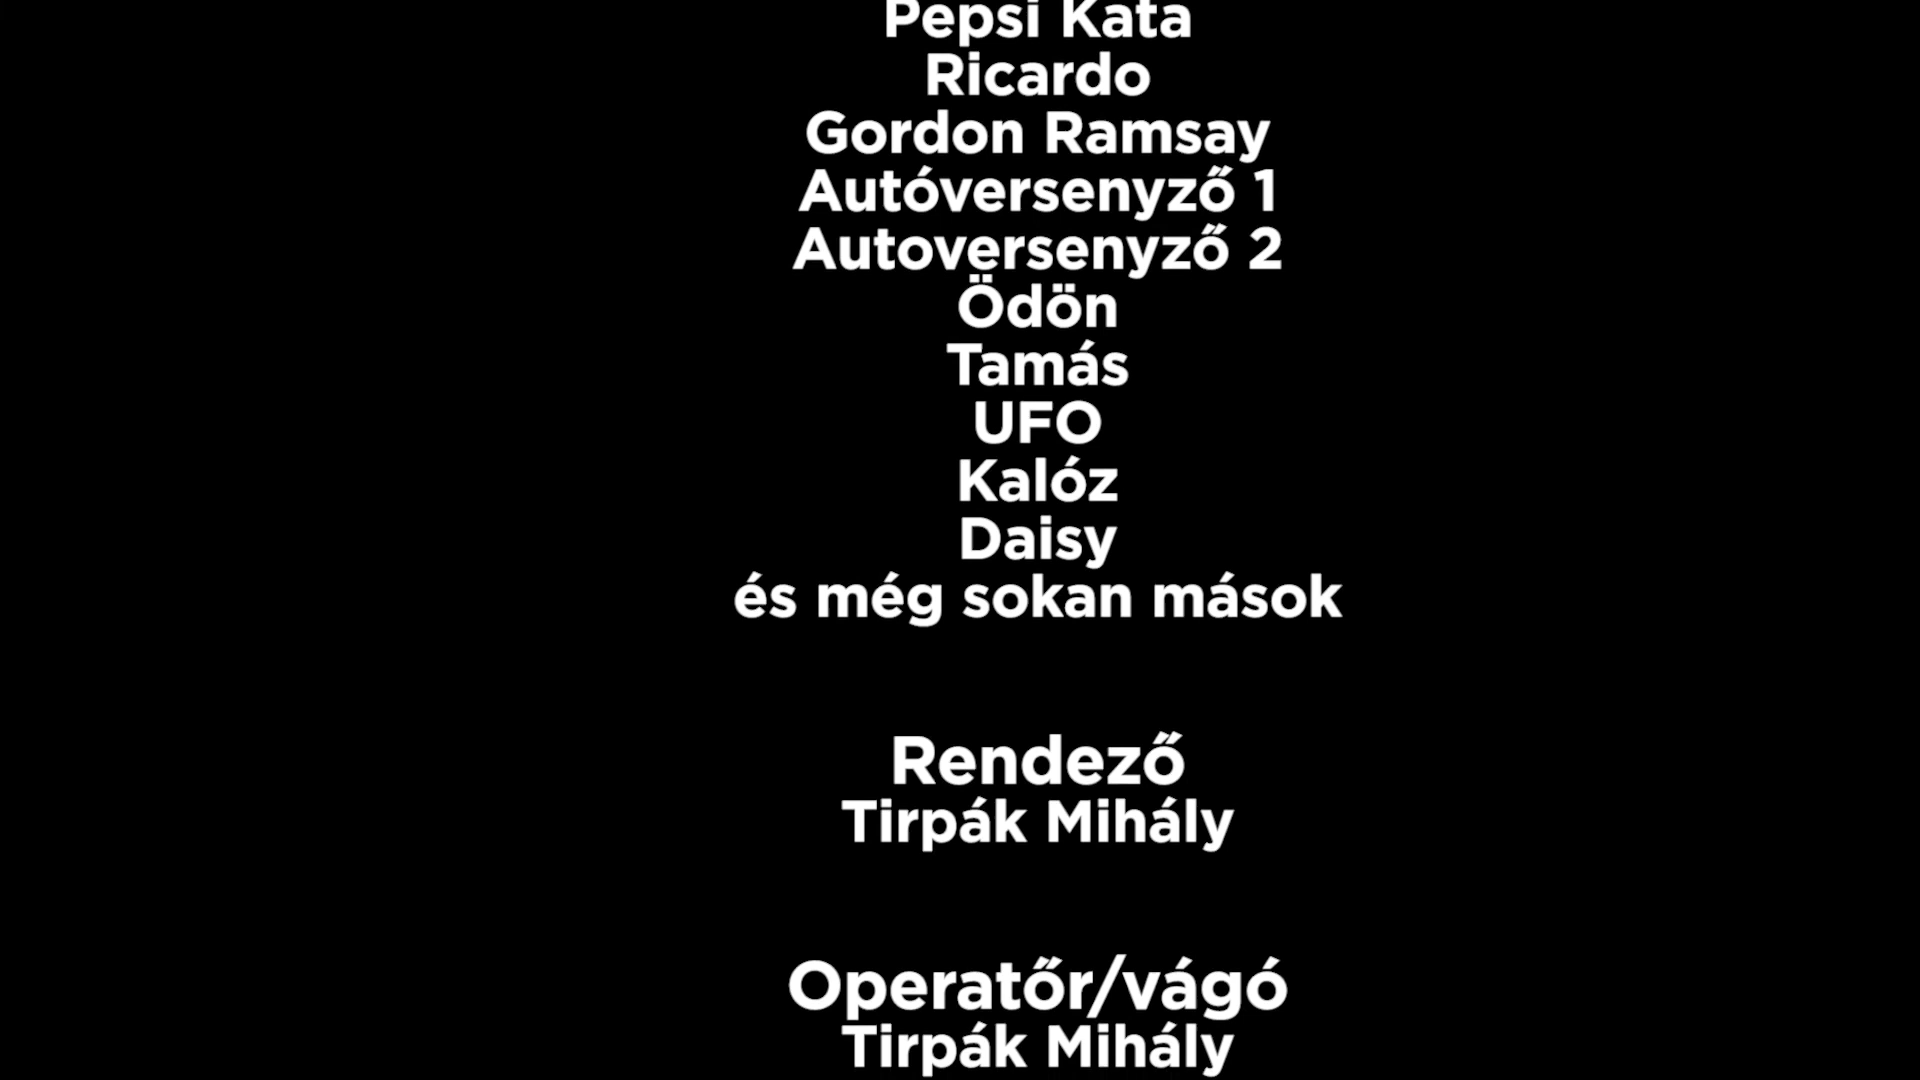 Pepsi Kata
Ricardo
Gordon Ramsay
Autóversenyző 1
Autoversenyző 2
Ödön
Tamás
UFO
Kalóz
Daisy
és még sokan mások
Rendező
Tirpák Mihály
Operatőr/vágó
Tirpák Mihály